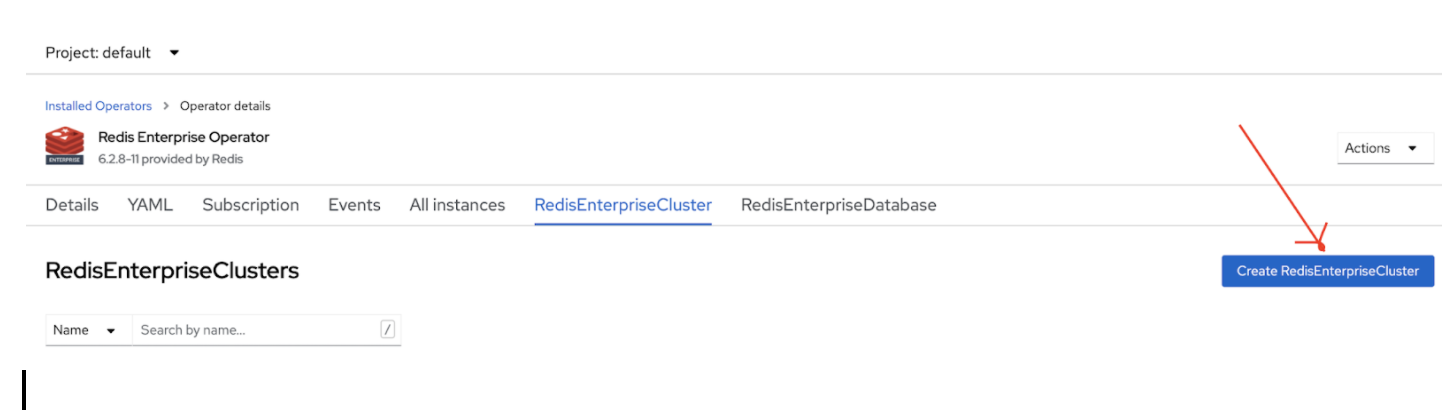 Project: default
Installed Operators > Operator details
Redis Enterprise Operator
ENTERPRISE
6.2.8-11 provided by Redis
Actions
Details YAML Subscription Events All instances RedisEnterpriseCluster RedisEnterpriseDatabase
RedisEnterpriseClusters
Create RedisEnterpriseCluster
Name Search by name... /